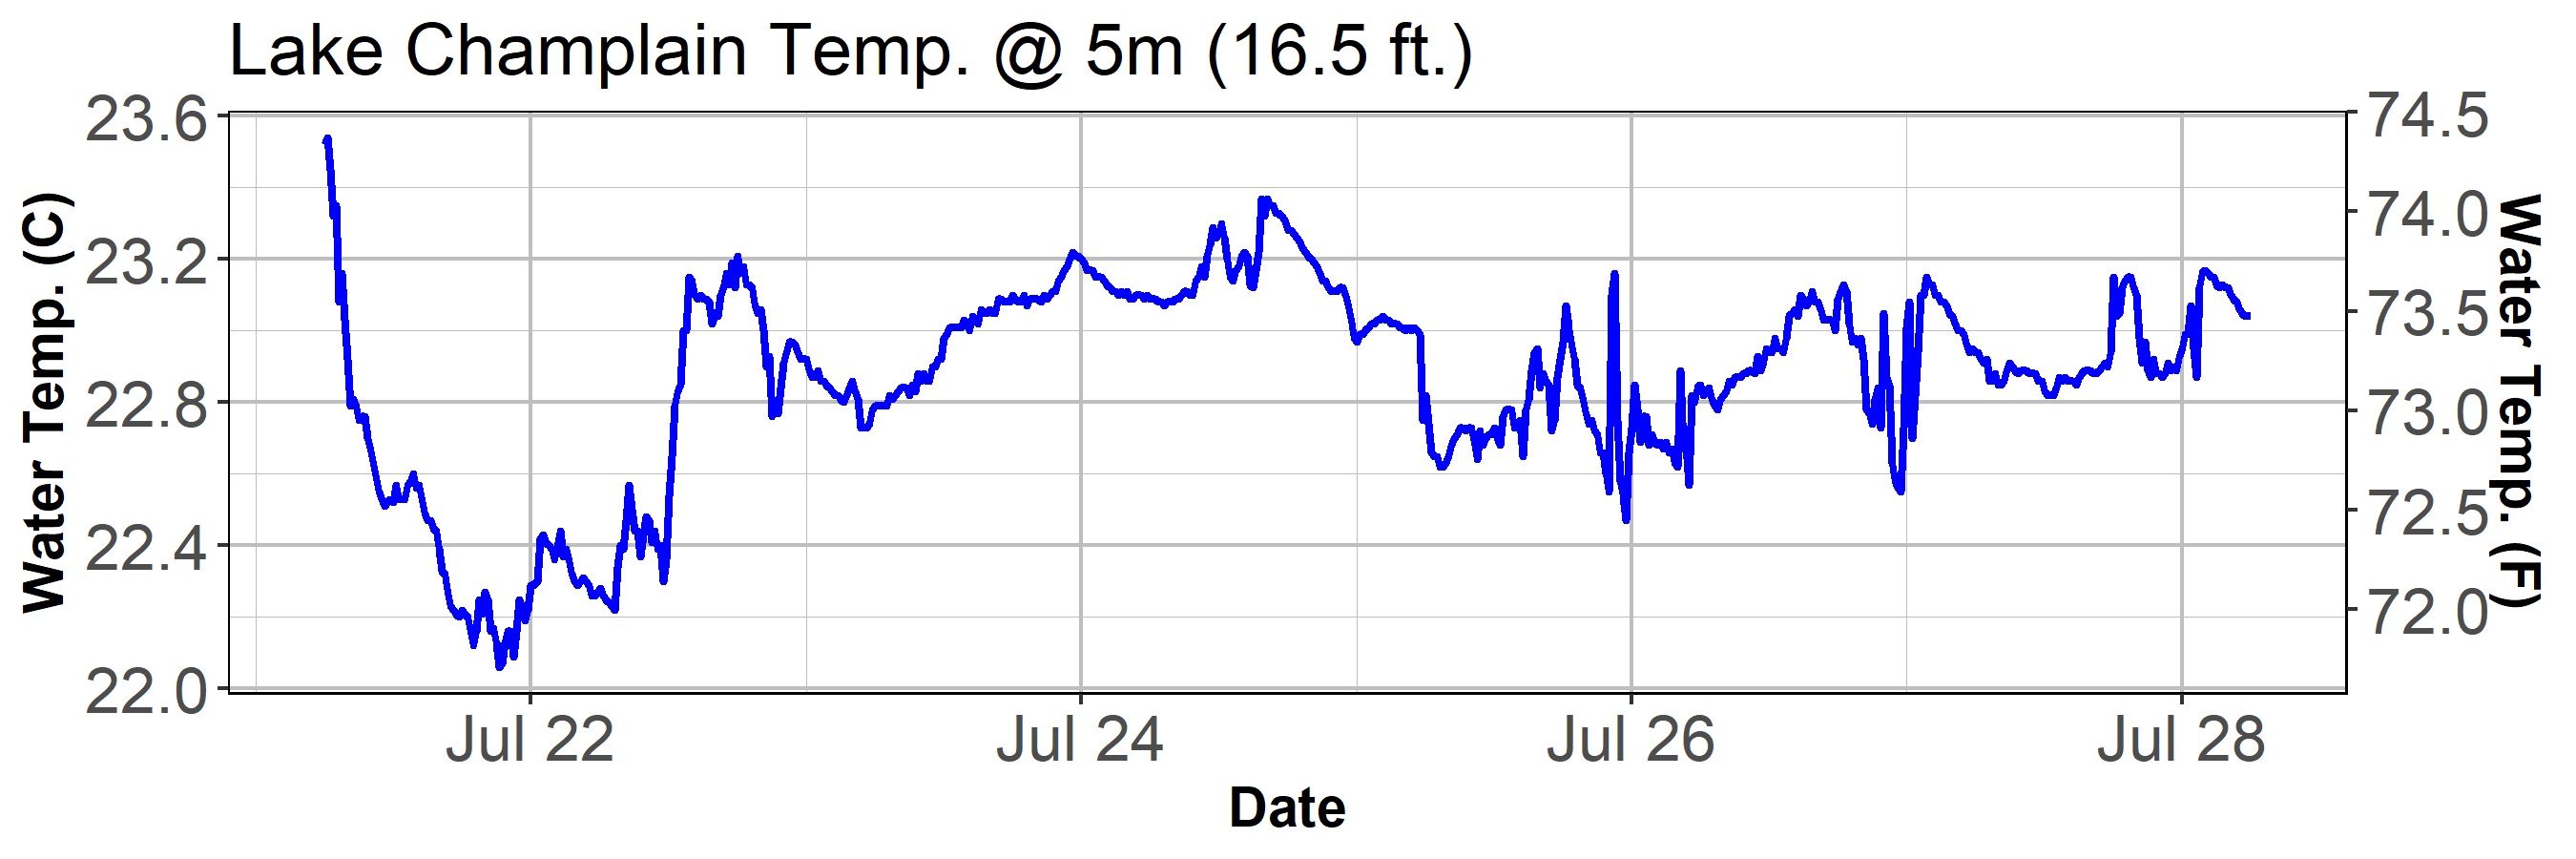 Lake Champlain Temp. @ 5m (16.5 ft.)
Water Temp. (C)
23.6
23.2
22.8
22.4
22.0
74.5
74.0
73.5
73.0
72.5
72.0
Water Temp. (F)
Jul 22
Jul 24
Jul 26
Jul 28
Date